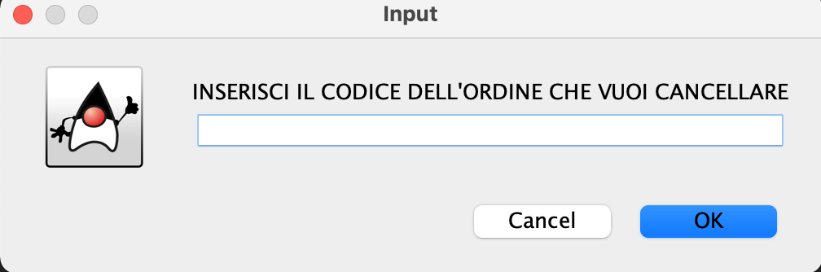 Input
INSERISCI IL CODICE DELL'ORDINE CHE VUOI CANCELLARE
Cancel
OK